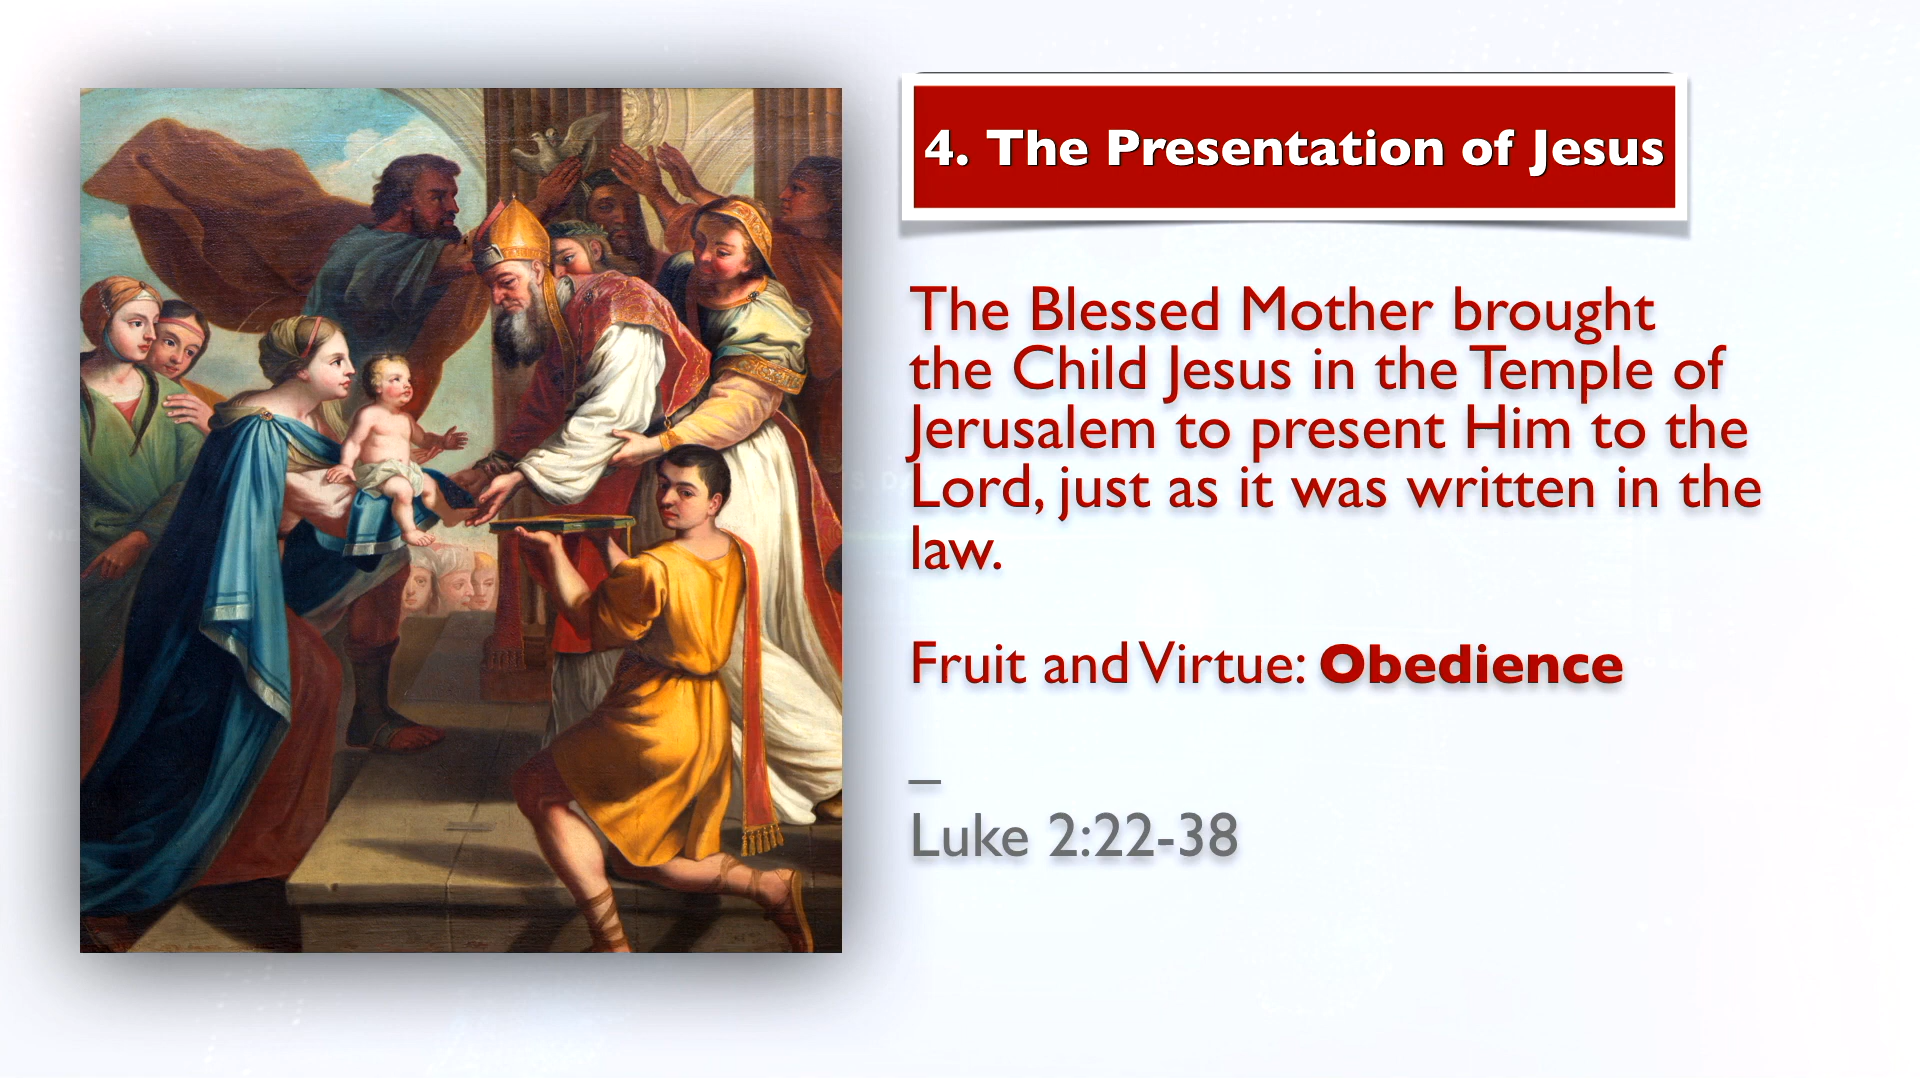 4. The Presentation of Jesus
The Blessed Mother brought
the Child Jesus in the Temple of
Jerusalem to present Him to the
Lord, just as it was written in the
law.
Fruit and Virtue: Obedience
_
Luke 2:22-38